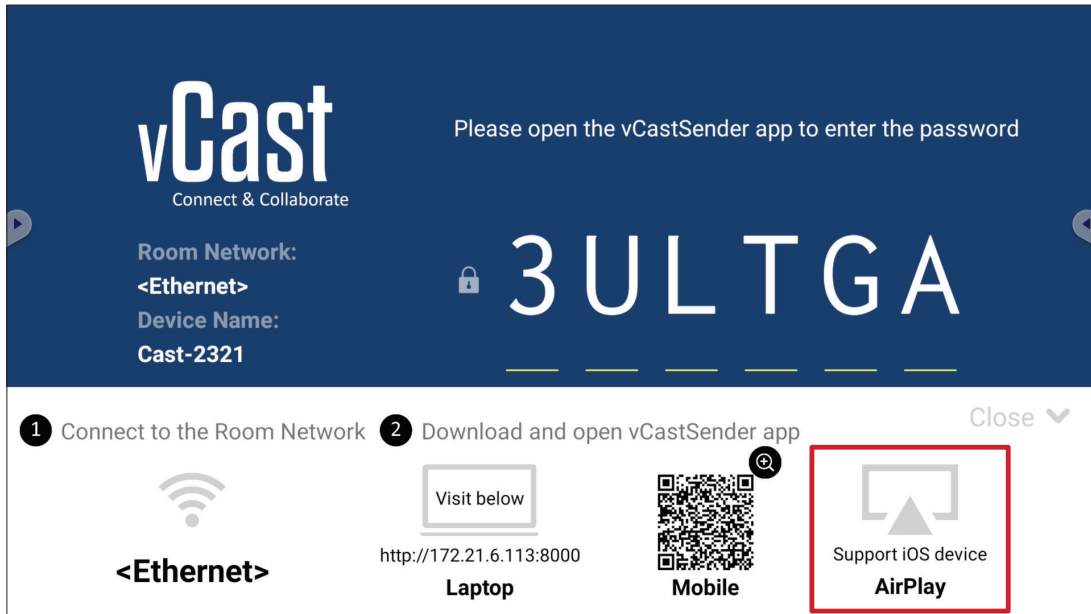 vCast
Connect & Collaborate
Please open the vCastSender app to enter the password
Room Network:
<Ethernet>
Device Name:
Cast-2321
3ULTGA
1 Connect to the Room Network
2 Download and open vCastSender app
Close
<Ethernet>
Visit below
http://172.21.6.113:8000
Laptop
Mobile
Support iOS device
AirPlay